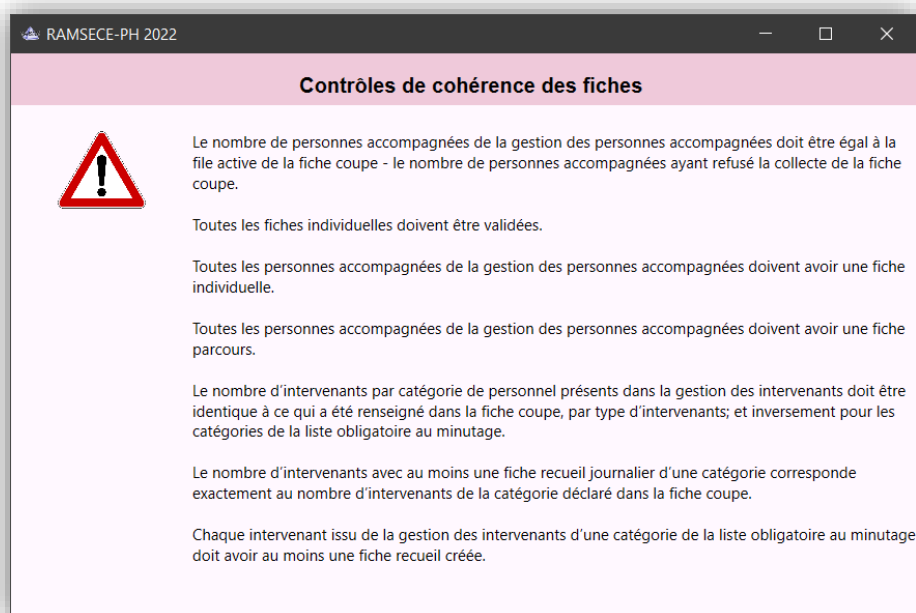 RAMSECE-PH 2022
Contrôles de cohérence des fiches
Le nombre de personnes accompagnées de la gestion des personnes accompagnées doit être égal à la
file active de la fiche coupe - le nombre de personnes accompagnées ayant refusé la collecte de la fiche
coupe.
Toutes les fiches individuelles doivent être validées.
Toutes les personnes accompagnées de la gestion des personnes accompagnées doivent avoir une fiche
individuelle.
Toutes les personnes accompagnées de la gestion des personnes accompagnées doivent avoir une fiche
parcours.
Le nombre d'intervenants par catégorie de personnel présents dans la gestion des intervenants doit être
identique à ce qui a été renseigné dans la fiche coupe, par type d'intervenants; et inversement pour les
catégories de la liste obligatoire au minutage.
Le nombre d'intervenants avec au moins une fiche recueil journalier d'une catégorie corresponde
exactement au nombre d'intervenants de la catégorie déclaré dans la fiche coupe.
Chaque intervenant issu de la gestion des intervenants d'une catégorie de la liste obligatoire au minutage
doit avoir au moins une fiche recueil créée.